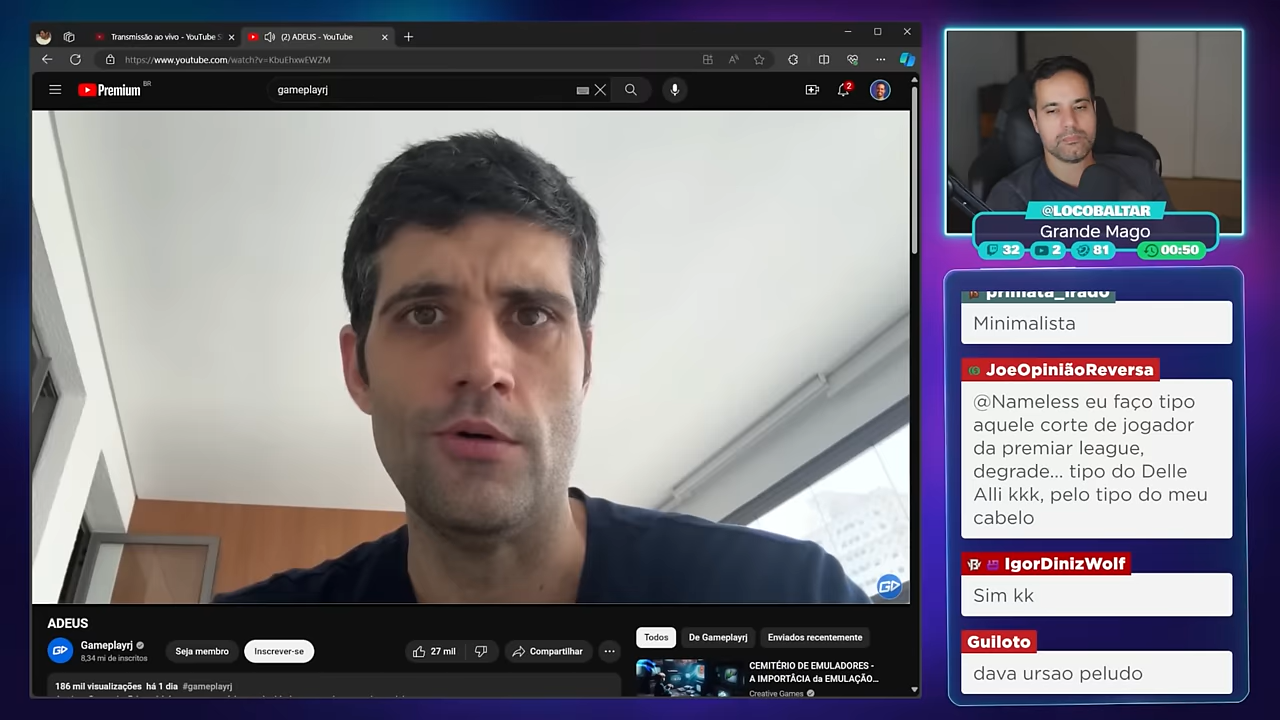 Transmissão ao vivo - YouTube S
(2) ADEUS - YouTube
https://www.youtube.com/watch?v=KbuEhxwEWZM
Premium BR
gameplayrj
2
@LOCOBALTAR
Grande Mago
32
2
81
00:50
primata_irado
Minimalista
JoeOpiniãoReversa
@Nameless eu faço tipo
aquele corte de jogador
da premiar league,
degrade... tipo do Delle
Alli kkk, pelo tipo do meu
cabelo
IgorDinizWolf
Sim kk
Guiloto
dava ursao peludo
ADEUS
Gameplayrj
8,34 mi de inscritos
Seja membro
Inscrever-se
27 mil
Compartilhar
186 mil visualizações há 1 dia #gameplayrj
Todos
De Gameplayrj
Enviados recentemente
CEMITÉRIO DE EMULADORES -
A IMPORTÂCIA da EMULAÇÃO...
Creative Games